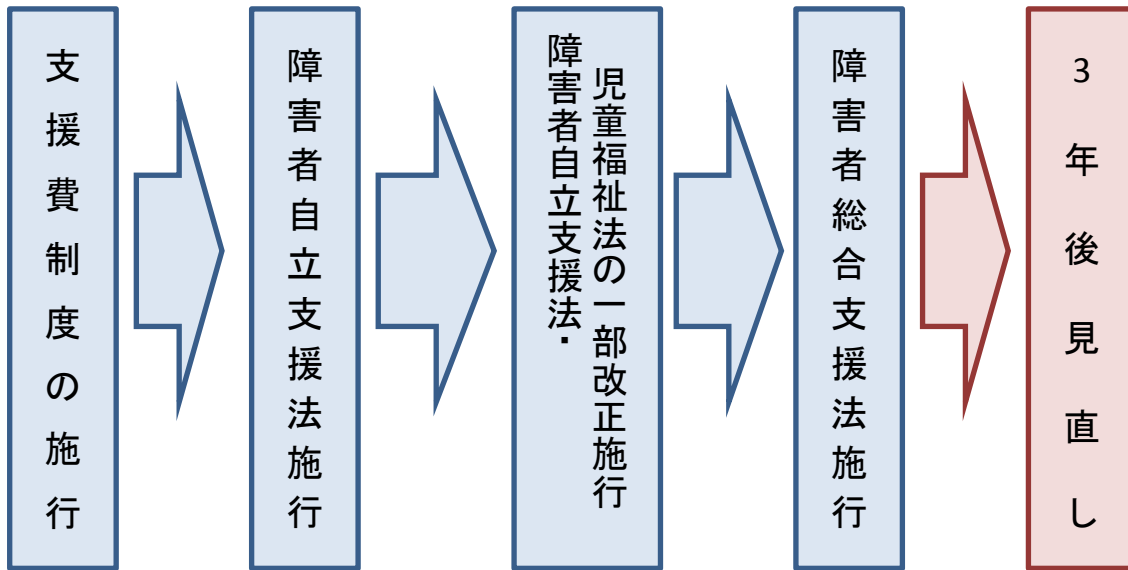 支援費制度の施行
障害者自立支援法施行
障害者自立支援法・
児童福祉法の一部改正施行
障害者総合支援法施行
3年後見直し